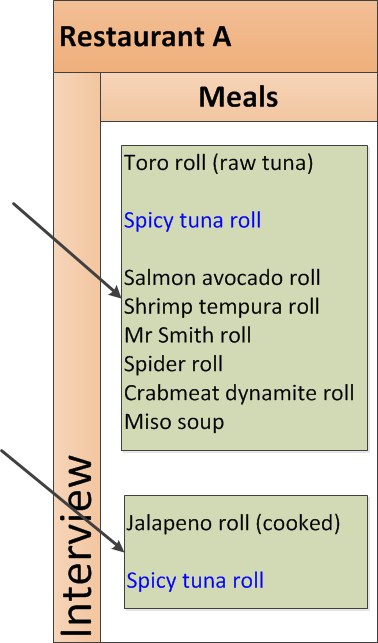 Restaurant A
Meals
Interview
Toro roll (raw tuna)
Spicy tuna roll
Salmon avocado roll
Shrimp tempura roll
Mr Smith roll
Spider roll
Crabmeat dynamite roll
Miso soup
Jalapeno roll (cooked)
Spicy tuna roll